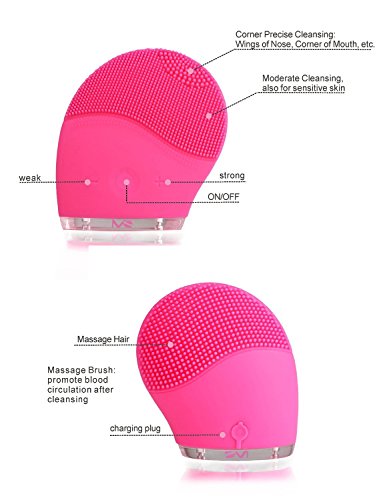 Corner Precise Cleansing:
Wings of Nose, Corner of Mouth, etc.
Moderate Cleansing,
also for sensitive skin
weak
strong
ON/OFF
Massage Hair
Massage Brush:
promote blood
circulation after
cleansing
charging plug